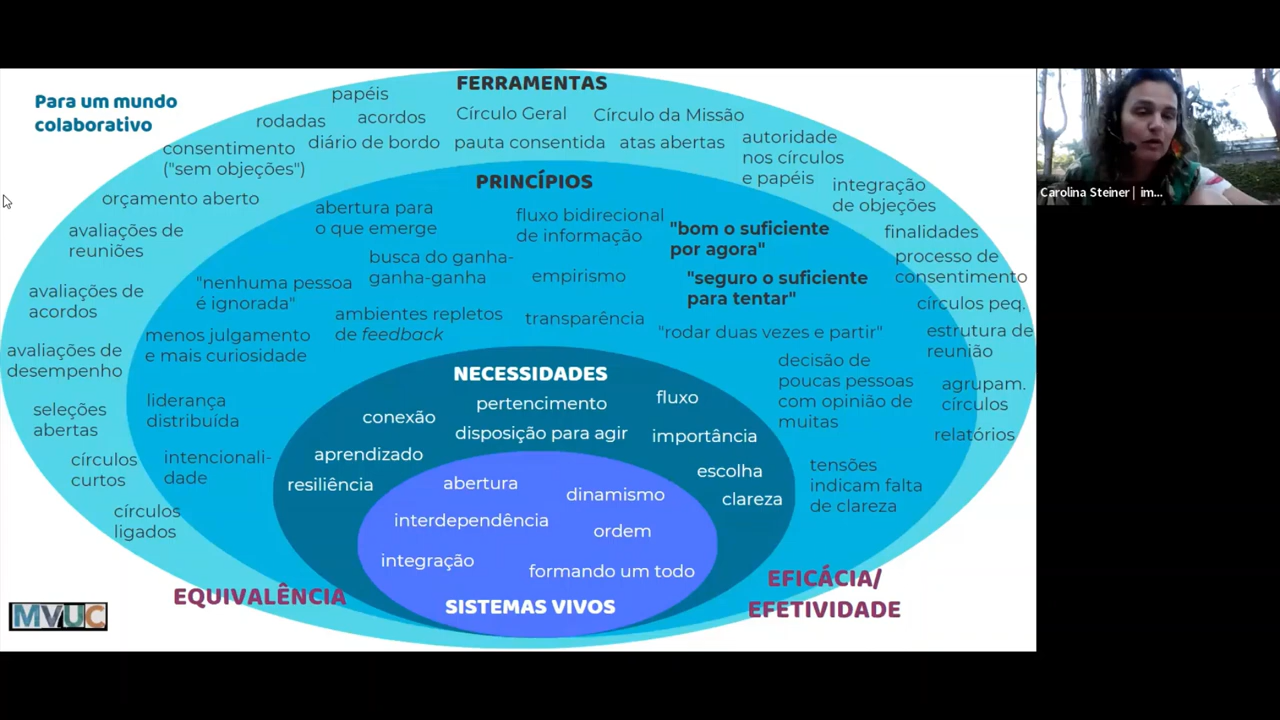 Para um mundo
colaborativo
FERRAMENTAS
papéis
rodadas
acordos
Círculo Geral
Círculo da Missão
consentimento
("sem objeções")
diário de bordo
pauta consentida
atas abertas
autoridade
nos círculos
e papéis
integração
de objeções
orçamento aberto
finalidades
avaliações de
reuniões
processo de
consentimento
avaliações de
acordos
círculos peq.
estrutura de
reunião
avaliações de
desempenho
agrupam.
círculos
seleções
abertas
relatórios
círculos
curtos
círculos
ligados
PRINCÍPIOS
abertura para
o que emerge
fluxo bidirecional
de informação
"bom o suficiente
por agora"
busca do ganha-
ganha-ganha
empirismo
"seguro o suficiente
para tentar"
"nenhuma pessoa
é ignorada"
ambientes repletos
de feedback
transparência
"rodar duas vezes e partir"
menos julgamento
e mais curiosidade
decisão de
poucas pessoas
com opinião de
muitas
liderança
distribuída
intencionali-
dade
tensões
indicam falta
de clareza
NECESSIDADES
conexão
pertencimento
fluxo
disposição para agir
importância
aprendizado
escolha
resiliência
clareza
abertura
dinamismo
interdependência
ordem
integração
formando um todo
SISTEMAS VIVOS
EQUIVALÊNCIA
EFICÁCIA/
EFETIVIDADE
MVUC
Carolina Steiner| im...